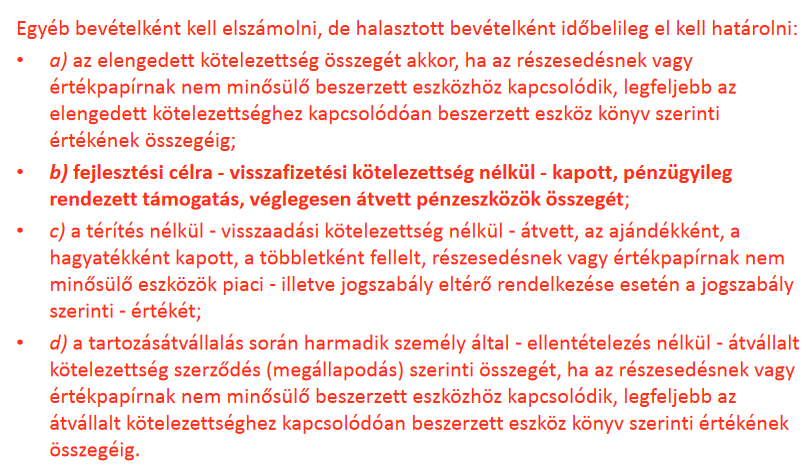 Egyéb bevételként kell elszámolni, de halasztott bevételként időbelileg el kell határolni:
• a) az elengedett kötelezettség összegét akkor, ha az részesedésnek vagy
értékpapírnak nem minősülő beszerzett eszközhöz kapcsolódik, legfeljebb az
elengedett kötelezettséghez kapcsolódóan beszerzett eszköz könyv szerinti
értékének összegéig;
• b) fejlesztési célra - visszafizetési kötelezettség nélkül - kapott, pénzügyileg
rendezett támogatás, véglegesen átvett pénzeszközök összegét;
• c) a térítés nélkül - visszaadási kötelezettség nélkül - átvett, az ajándékként, a
hagyatékként kapott, a többletként fellelt, részesedésnek vagy értékpapírnak nem
minősülő eszközök piaci - illetve jogszabály eltérő rendelkezése esetén a jogszabály
szerinti - értékét;
• d) a tartozásátvállalás során harmadik személy által - ellentételezés nélkül - átvállalt
kötelezettség szerződés (megállapodás) szerinti összegét, ha az részesedésnek vagy
értékpapírnak nem minősülő beszerzett eszközhöz kapcsolódik, legfeljebb az
átvállalt kötelezettséghez kapcsolódóan beszerzett eszköz könyv szerinti értékének
összegéig.